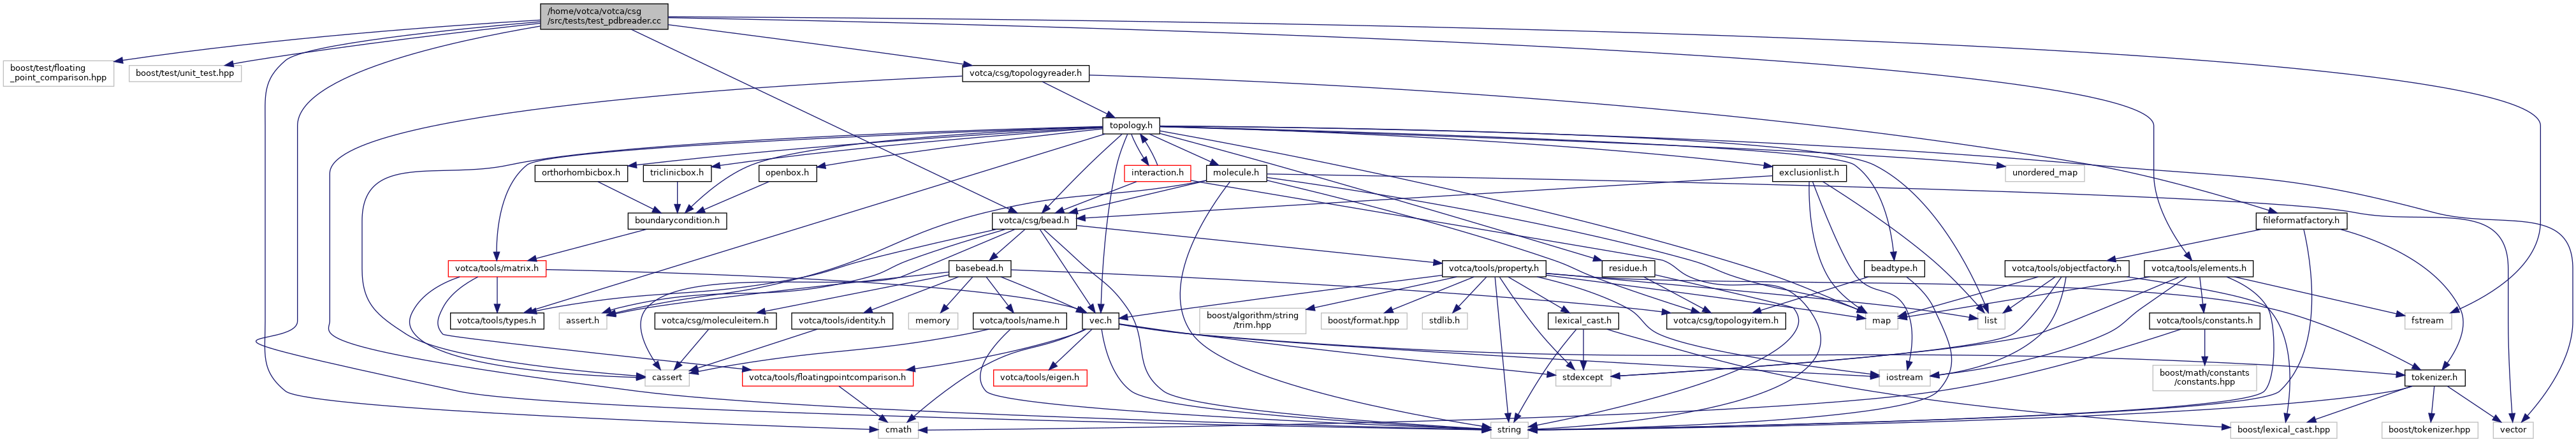 /home/votca/votca/csg
/src/tests/test_pdbreader.cc
boost/test/floating
_point_comparison.hpp
boost/test/unit_test.hpp
votca/csg/topologyreader.h
topology.h
orthorhombicbox.h
triclinicbox.h
openbox.h
interaction.h
molecule.h
exclusionlist.h
unordered_map
boundarycondition.h
votca/csg/bead.h
fileformatfactory.h
votca/tools/matrix.h
basebead.h
votca/tools/property.h
residue.h
beadtype.h
votca/tools/objectfactory.h
votca/tools/elements.h
votca/tools/types.h
assert.h
votca/csg/moleculeitem.h
votca/tools/identity.h
memory
votca/tools/name.h
vec.h
boost/algorithm/string
/trim.hpp
boost/format.hpp
stdlib.h
lexical_cast.h
votca/csg/topologyitem.h
map
list
votca/tools/constants.h
fstream
cassert
votca/tools/floatingpointcomparison.h
votca/tools/eigen.h
stdexcept
iostream
boost/math/constants
/constants.hpp
tokenizer.h
cmath
string
boost/lexical_cast.hpp
boost/tokenizer.hpp
vector